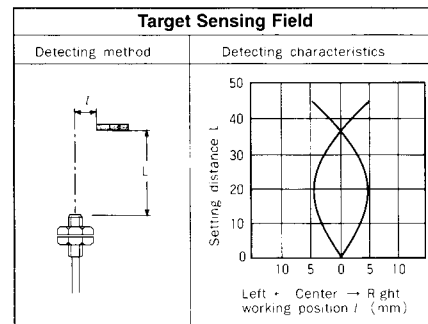 Target Sensing Field
Detecting method
Detecting characteristics
l
L
Setting distance L
50
40
30
20
10
0
10 5 0 5 10
Left ← Center → Right
working position l (mm)